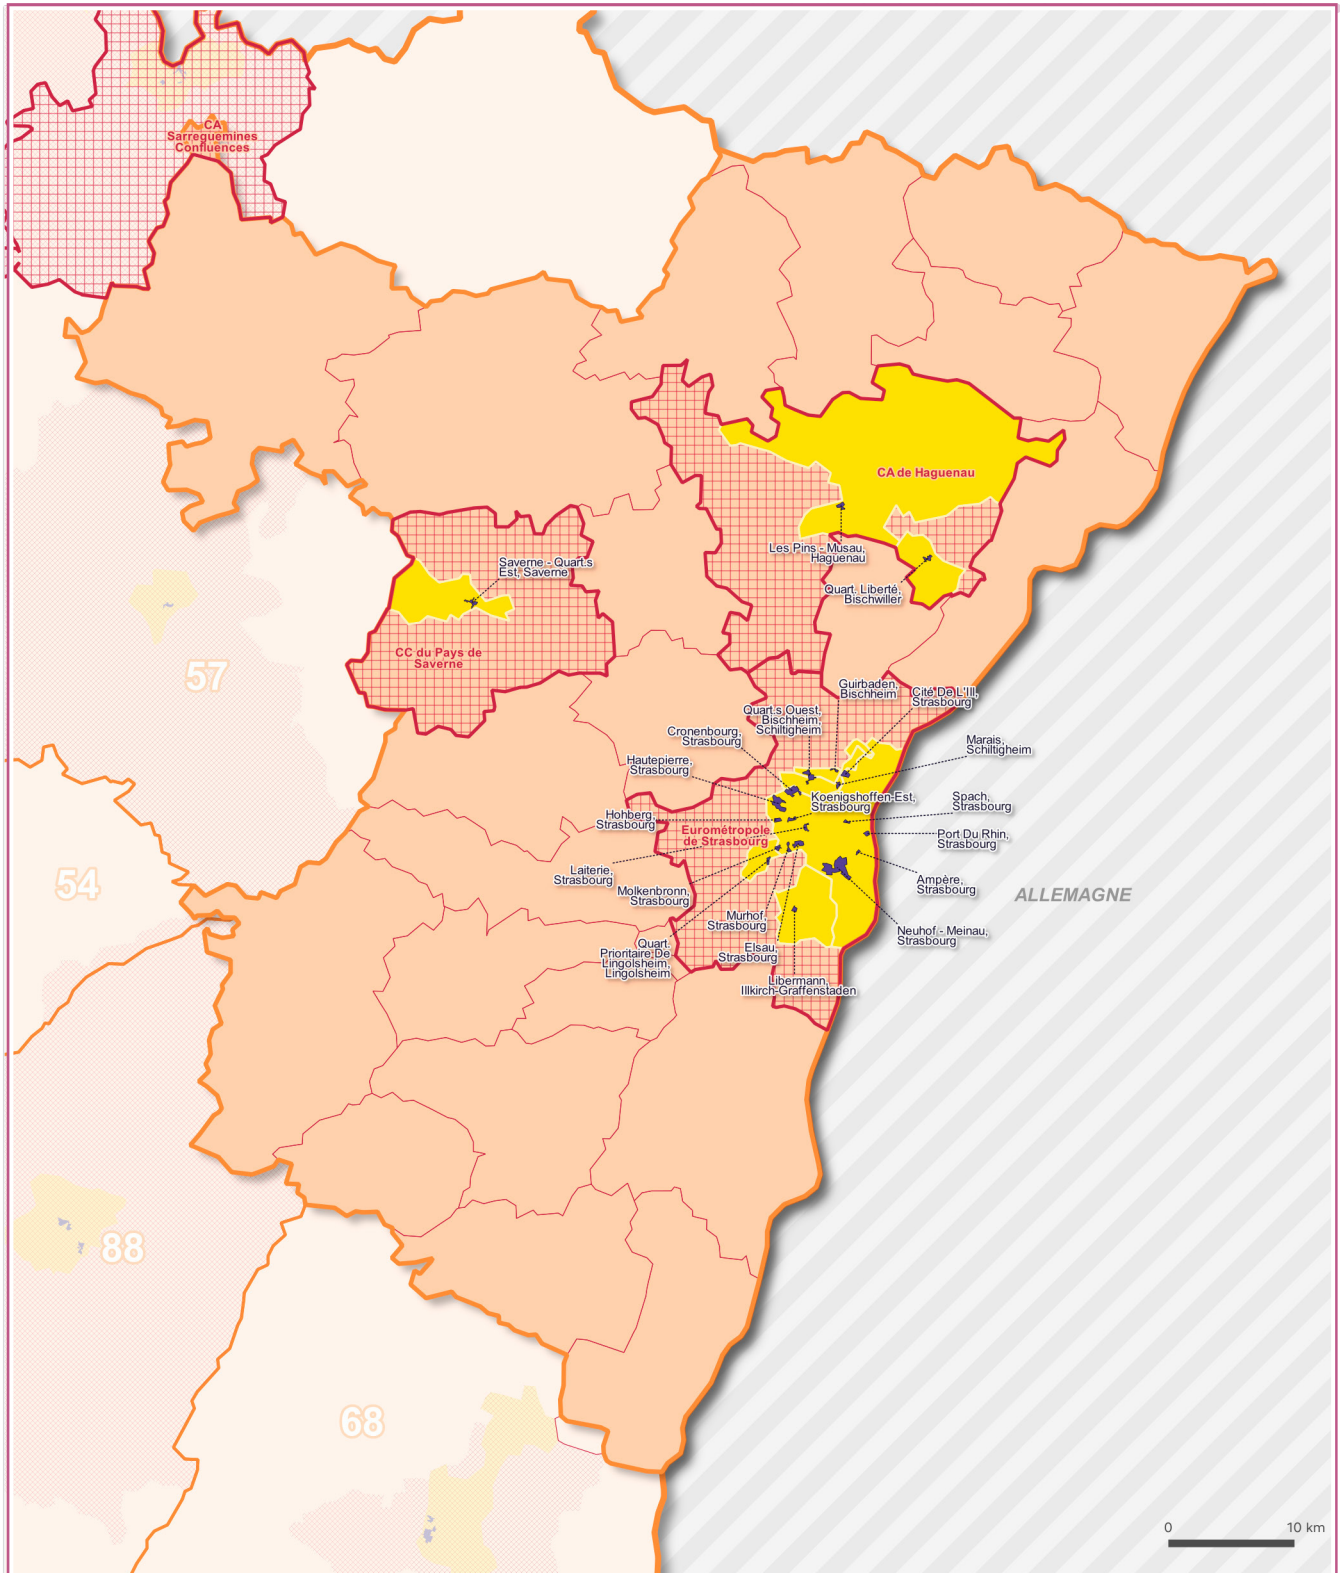 CA
Sarreguemines
Confluences
CA de Haguenau
Les Pins - Musau,
Haguenau
Quart. Liberté,
Bischwiller
Saverne - Quart.s
Est, Saverne
CC du Pays de
Saverne
57
Guirbaden,
Bischheim
Cité De L'Ill,
Strasbourg
Quart.s Ouest,
Bischheim,
Schiltigheim
Cronenbourg,
Strasbourg
Marais,
Schiltigheim
Hautepierre,
Strasbourg
Koenigshoffen-Est,
Strasbourg
Spach,
Strasbourg
Hohberg,
Strasbourg
Eurométropole
de Strasbourg
Port Du Rhin,
Strasbourg
Laiterie,
Strasbourg
Ampère,
Strasbourg
54
ALLEMAGNE
Molkenbronn,
Strasbourg
Murhof,
Strasbourg
Neuhof - Meinau,
Strasbourg
Quart.
Prioritaire De
Lingolsheim,
Lingolsheim
Elsau,
Strasbourg
Libermann,
Illkirch-Graffenstaden
88
68
0 10 km